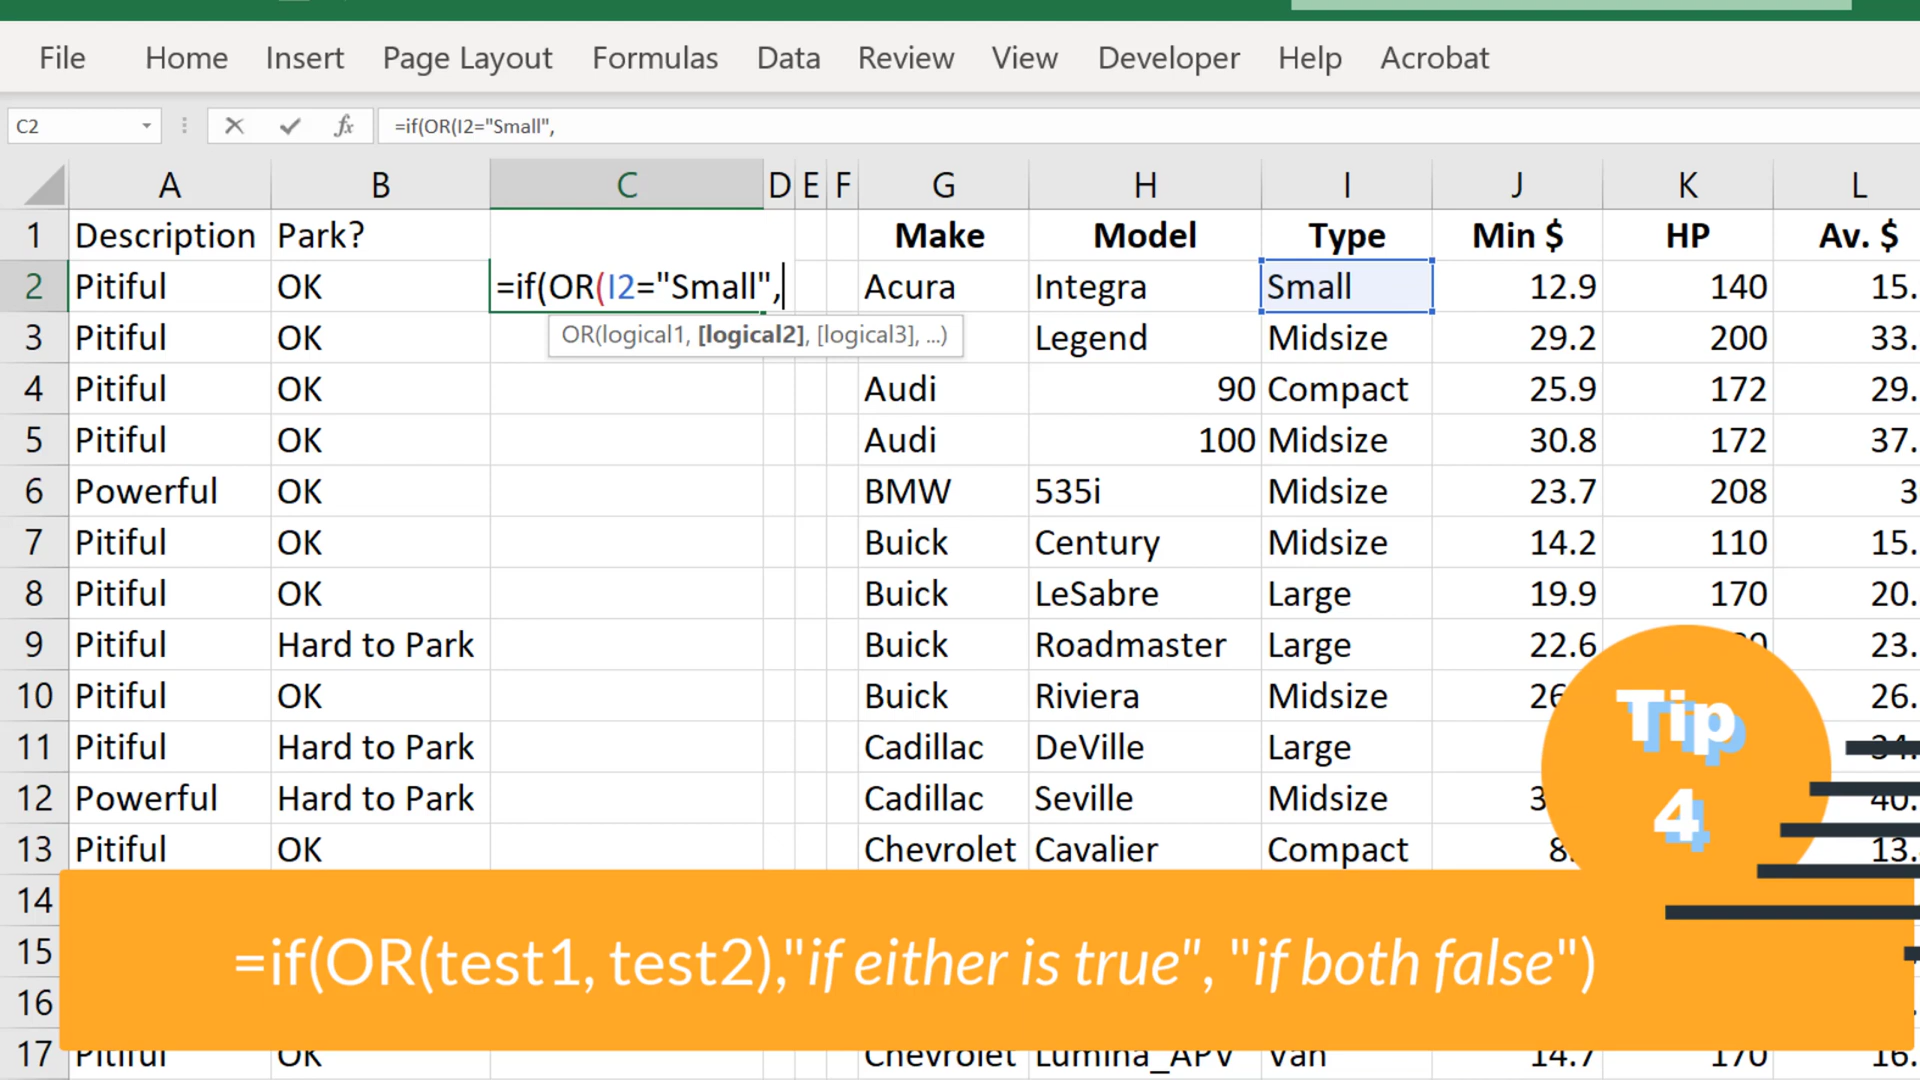 File Home Insert Page Layout Formulas Data Review View Developer Help Acrobat
C2 fx =if(OR(I2="Small",
A B C D E F G H I J K L
1 Description Park? Make Model Type Min $ HP Av. $
2 Pitiful OK =if(OR(I2="Small", Acura Integra Small 12.9 140 15.
OR(logical1, [logical2], [logical3], ...)
3 Pitiful OK Legend Midsize 29.2 200 33.
4 Pitiful OK Audi 90 Compact 25.9 172 29.
5 Pitiful OK Audi 100 Midsize 30.8 172 37.
6 Powerful OK BMW 535i Midsize 23.7 208 3
7 Pitiful OK Buick Century Midsize 14.2 110 15.
8 Pitiful OK Buick LeSabre Large 19.9 170 20.
9 Pitiful Hard to Park Buick Roadmaster Large 22.6 23.
10 Pitiful OK Buick Riviera Midsize 26 26.
11 Pitiful Hard to Park Cadillac DeVille Large 34.
12 Powerful Hard to Park Cadillac Seville Midsize 3 40.
13 Pitiful OK Chevrolet Cavalier Compact 8. 13.
Tip
4
14
15
16
=if(OR(test1, test2),"if either is true", "if both false")
17 Pitiful OK Chevrolet Lumina_APV Van 14.7 170 16.